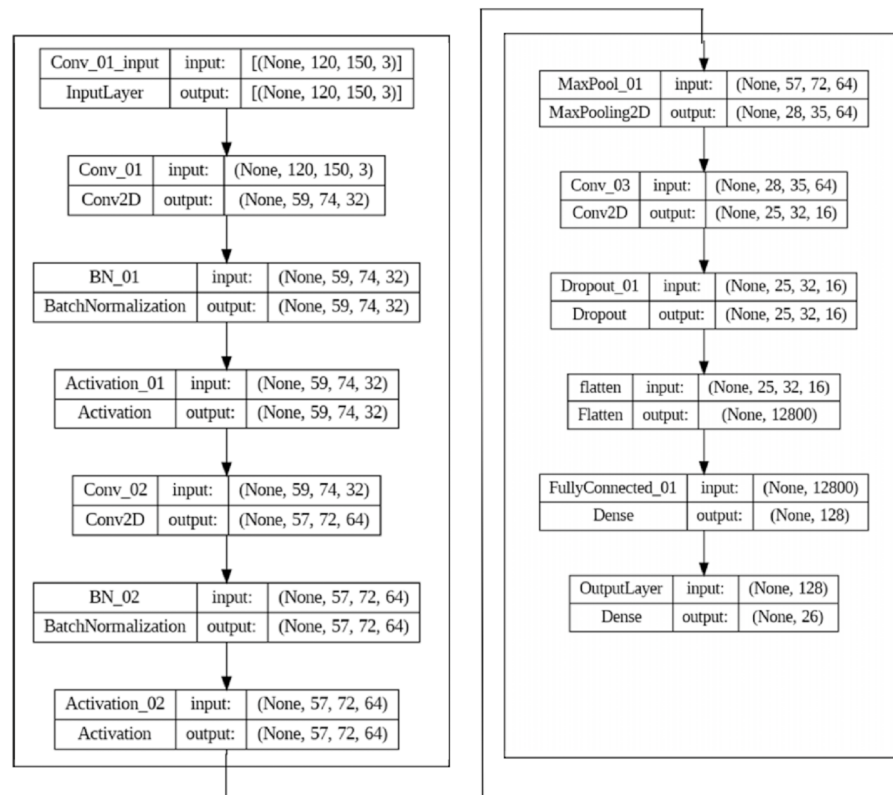 Conv_01_input input: [(None, 120, 150, 3)]
InputLayer output: [(None, 120, 150, 3)]
Conv_01 input: (None, 120, 150, 3)
Conv2D output: (None, 59, 74, 32)
BN_01 input: (None, 59, 74, 32)
BatchNormalization output: (None, 59, 74, 32)
Activation_01 input: (None, 59, 74, 32)
Activation output: (None, 59, 74, 32)
Conv_02 input: (None, 59, 74, 32)
Conv2D output: (None, 57, 72, 64)
BN_02 input: (None, 57, 72, 64)
BatchNormalization output: (None, 57, 72, 64)
Activation_02 input: (None, 57, 72, 64)
Activation output: (None, 57, 72, 64)
MaxPool_01 input: (None, 57, 72, 64)
MaxPooling2D output: (None, 28, 35, 64)
Conv_03 input: (None, 28, 35, 64)
Conv2D output: (None, 25, 32, 16)
Dropout_01 input: (None, 25, 32, 16)
Dropout output: (None, 25, 32, 16)
flatten input: (None, 25, 32, 16)
Flatten output: (None, 12800)
FullyConnected_01 input: (None, 12800)
Dense output: (None, 128)
OutputLayer input: (None, 128)
Dense output: (None, 26)